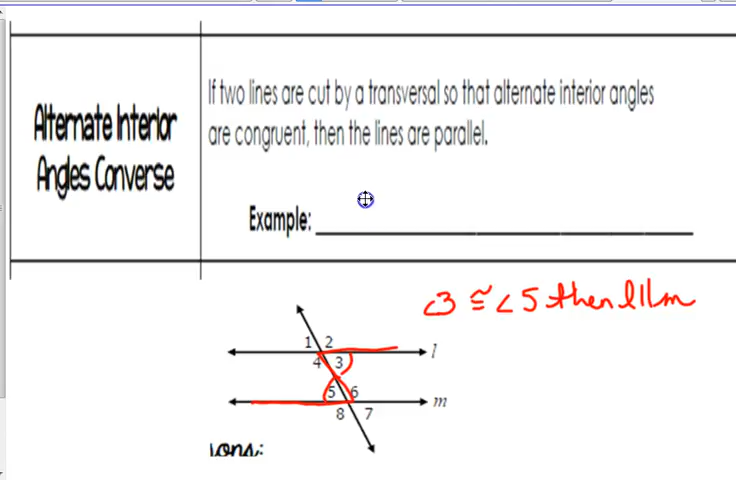 If two lines are cut by a transversal so that alternate interior angles
are congruent, then the lines are parallel.
Alternate Interior
Angles Converse
Example:
<3 ≅ <5 then l || m
1 2
4 3
l
5 6
8 7
m